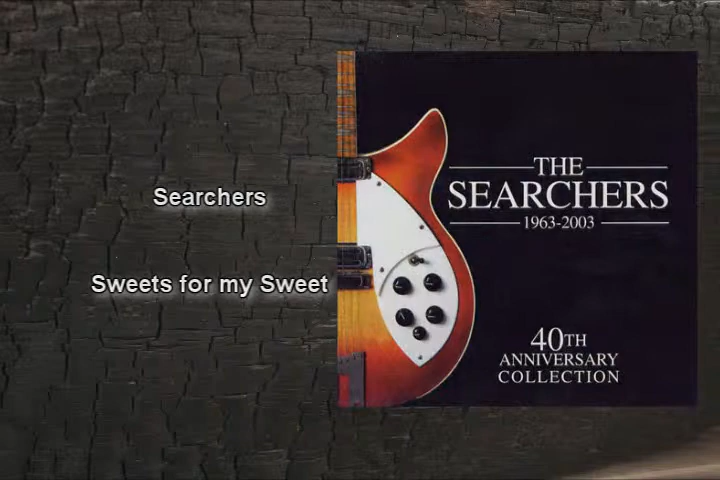 Searchers
Sweets for my Sweet
THE
SEARCHERS
1963-2003
40TH
ANNIVERSARY
COLLECTION